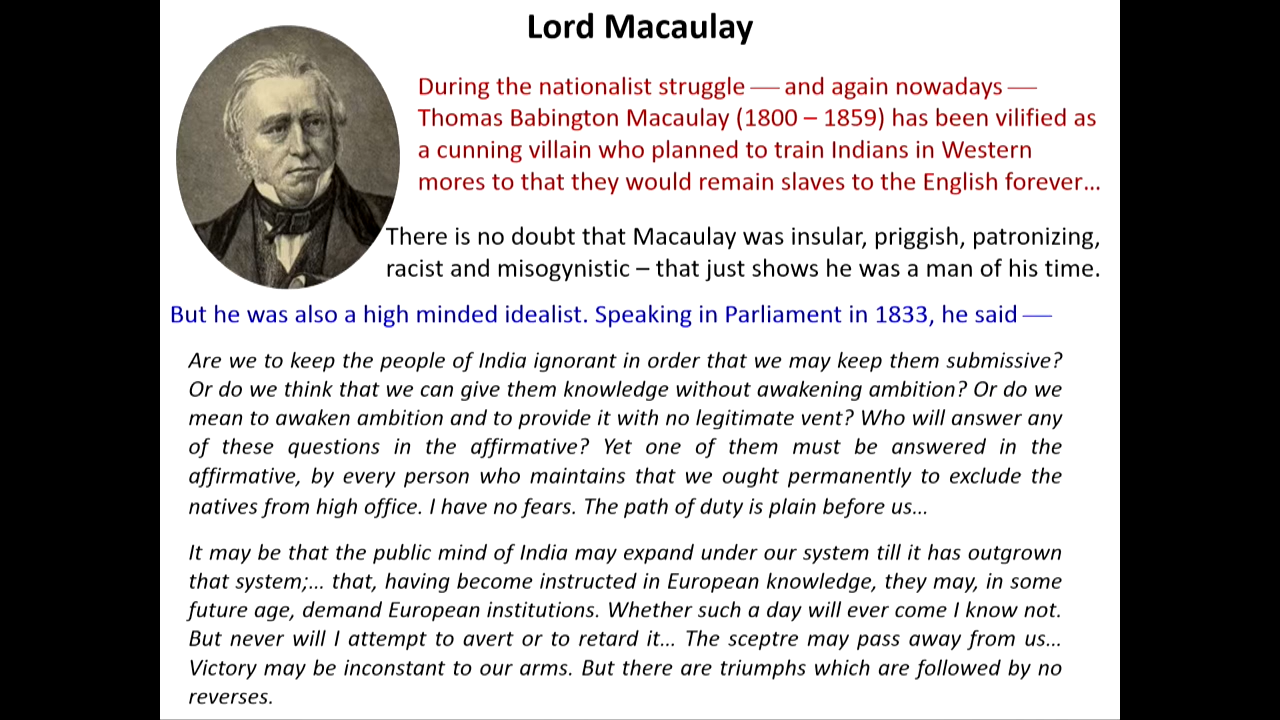 Lord Macaulay
During the nationalist struggle — and again nowadays —
Thomas Babington Macaulay (1800 – 1859) has been vilified as
a cunning villain who planned to train Indians in Western
mores to that they would remain slaves to the English forever…
There is no doubt that Macaulay was insular, priggish, patronizing,
racist and misogynistic – that just shows he was a man of his time.
But he was also a high minded idealist. Speaking in Parliament in 1833, he said —
Are we to keep the people of India ignorant in order that we may keep them submissive?
Or do we think that we can give them knowledge without awakening ambition? Or do we
mean to awaken ambition and to provide it with no legitimate vent? Who will answer any
of these questions in the affirmative? Yet one of them must be answered in the
affirmative, by every person who maintains that we ought permanently to exclude the
natives from high office. I have no fears. The path of duty is plain before us…
It may be that the public mind of India may expand under our system till it has outgrown
that system;… that, having become instructed in European knowledge, they may, in some
future age, demand European institutions. Whether such a day will ever come I know not.
But never will I attempt to avert or to retard it… The sceptre may pass away from us…
Victory may be inconstant to our arms. But there are triumphs which are followed by no
reverses.